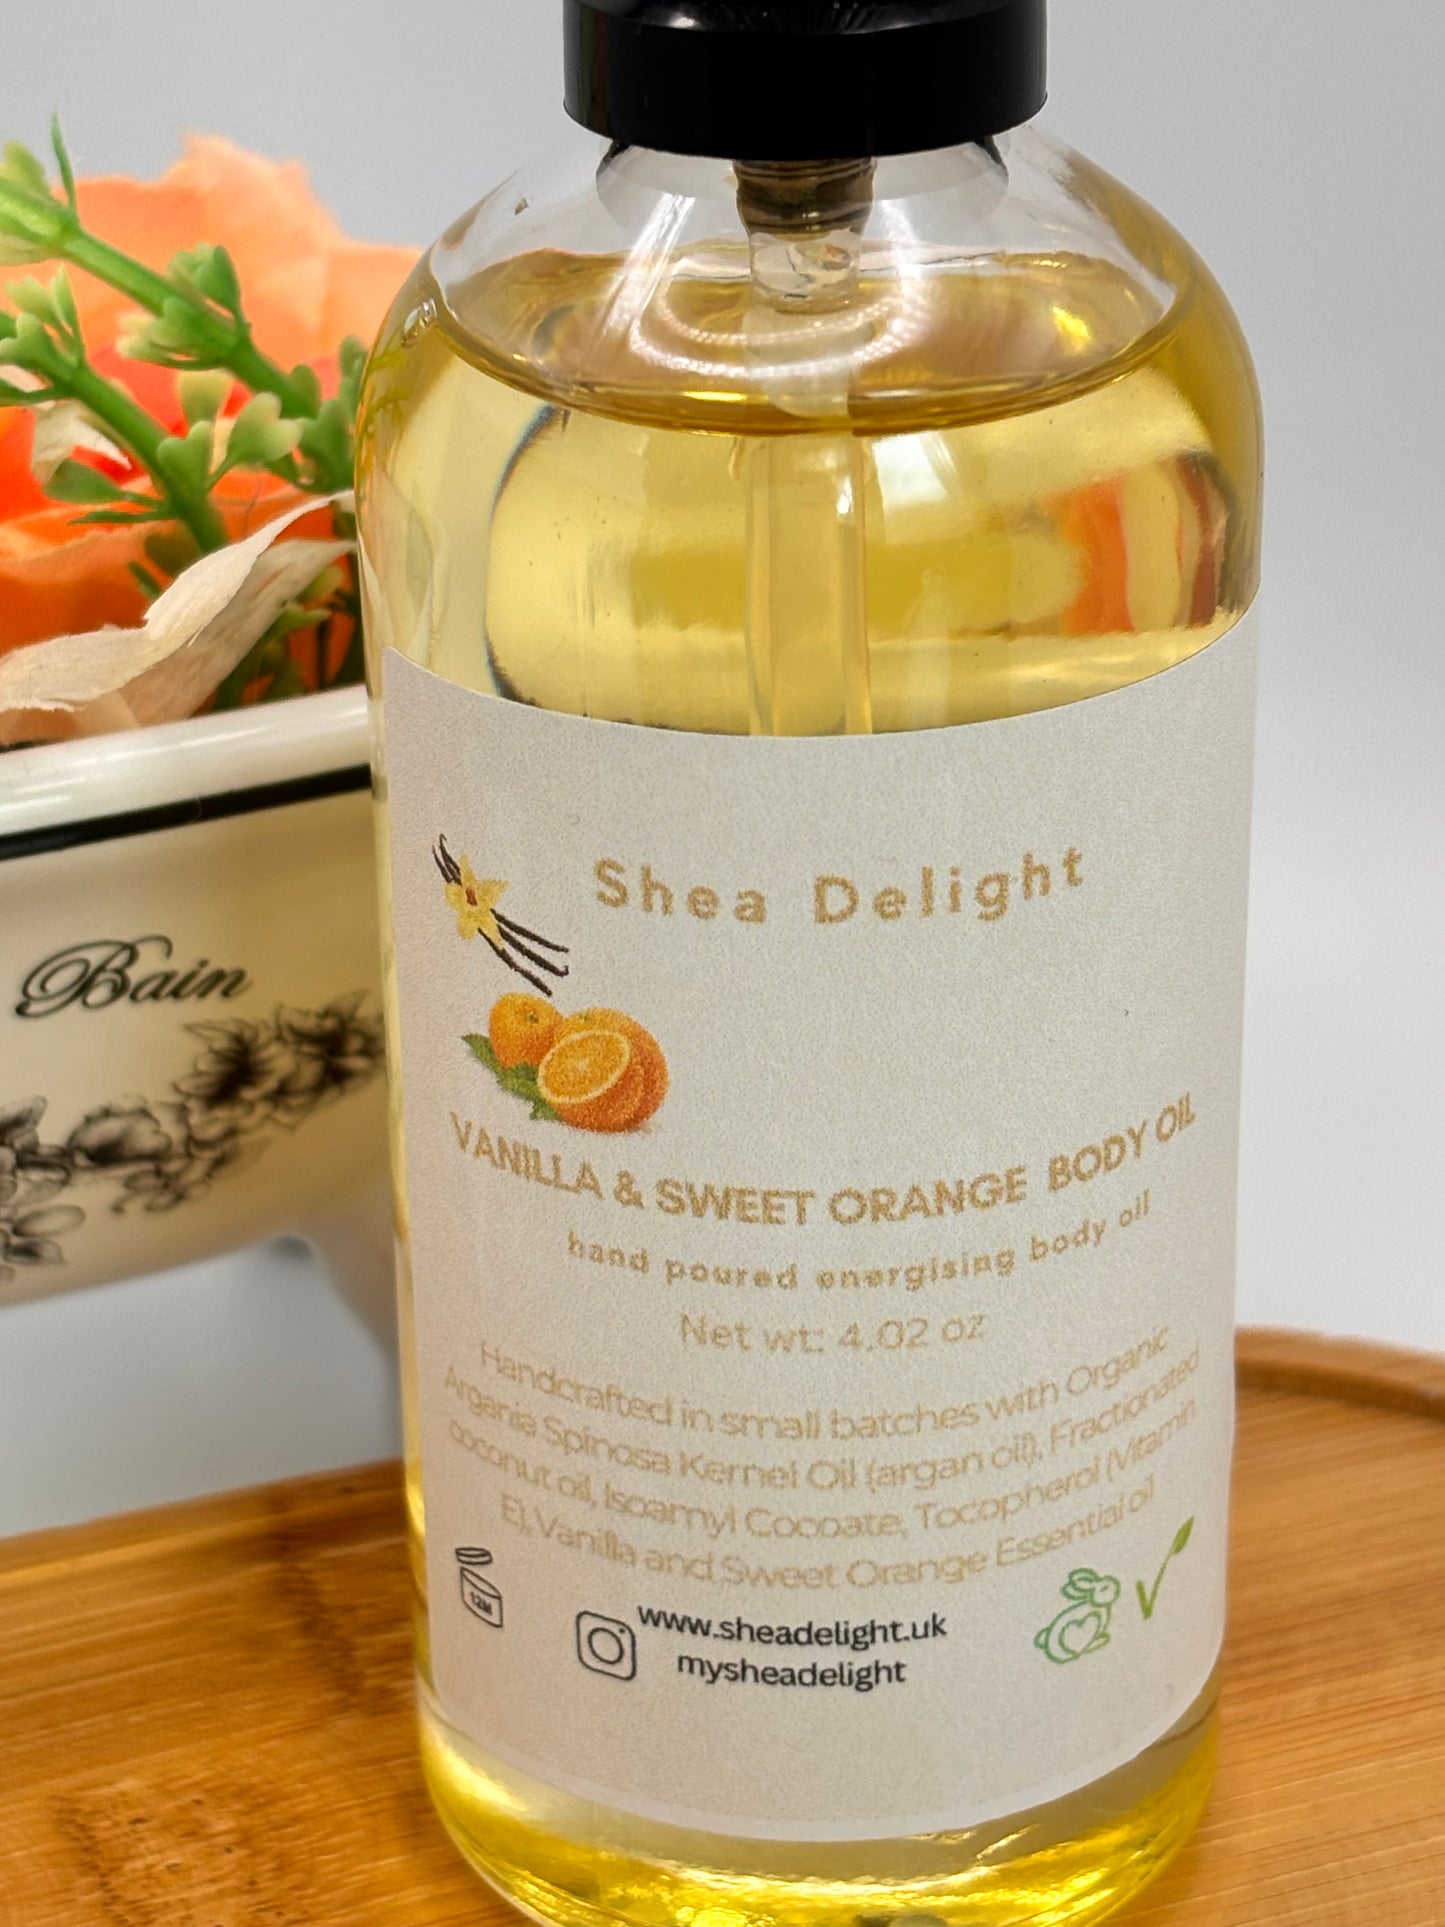 Bain
Shea Delight
VANILLA & SWEET ORANGE BODY OIL
hand poured energising body oil
Net wt: 4.02 oz
Handcrafted in small batches with Organic
Argania Spinosa Kernel Oil (argan oil), Fractionated
coconut oil, Isoamyl Cocoate, Tocopherol (Vitamin
E), Vanilla and Sweet Orange Essential oil
12M
www.sheadelight.uk
mysheadelight